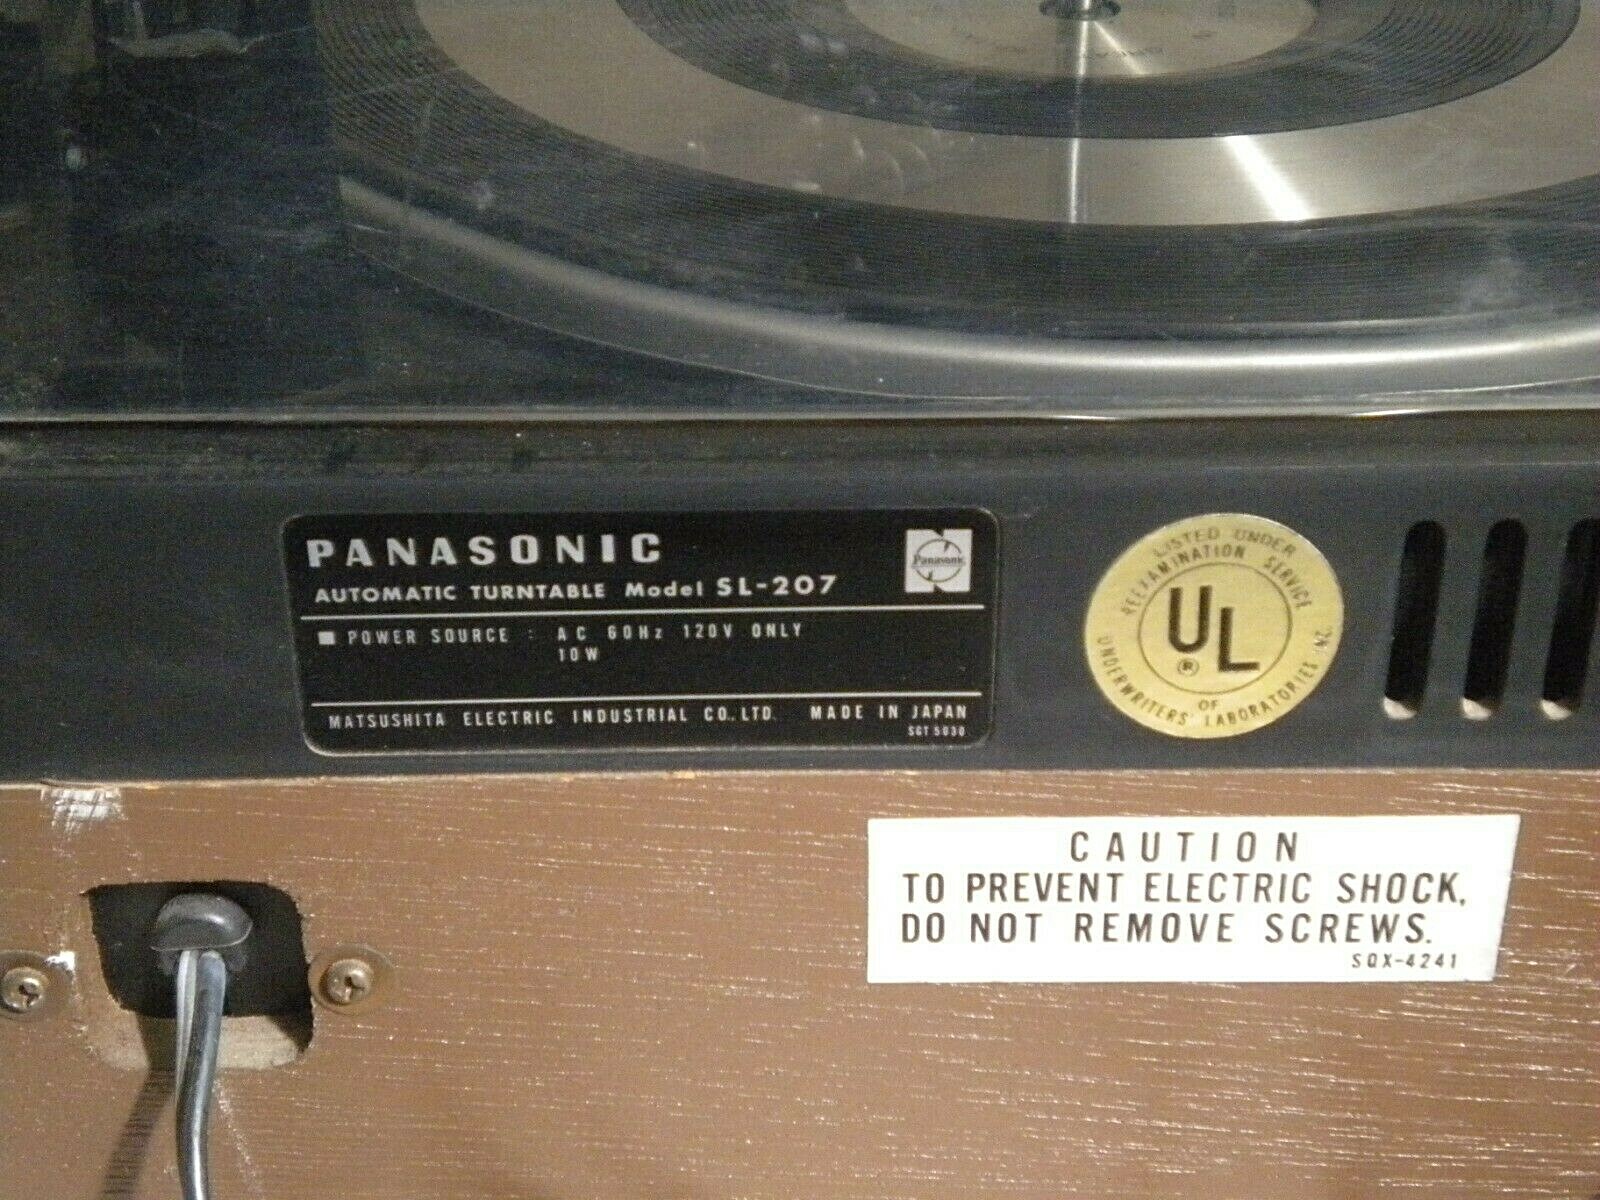 PANASONIC
Panasonic
AUTOMATIC TURNTABLE Model SL-207
POWER SOURCE : AC 60Hz 120V ONLY
10W
MATSUSHITA ELECTRIC INDUSTRIAL CO., LTD. MADE IN JAPAN
SGT 5030
LISTED UNDER
REEXAMINATION SERVICE
UL
®
OF
UNDERWRITERS' LABORATORIES INC.
CAUTION
TO PREVENT ELECTRIC SHOCK,
DO NOT REMOVE SCREWS.
SQX-4241